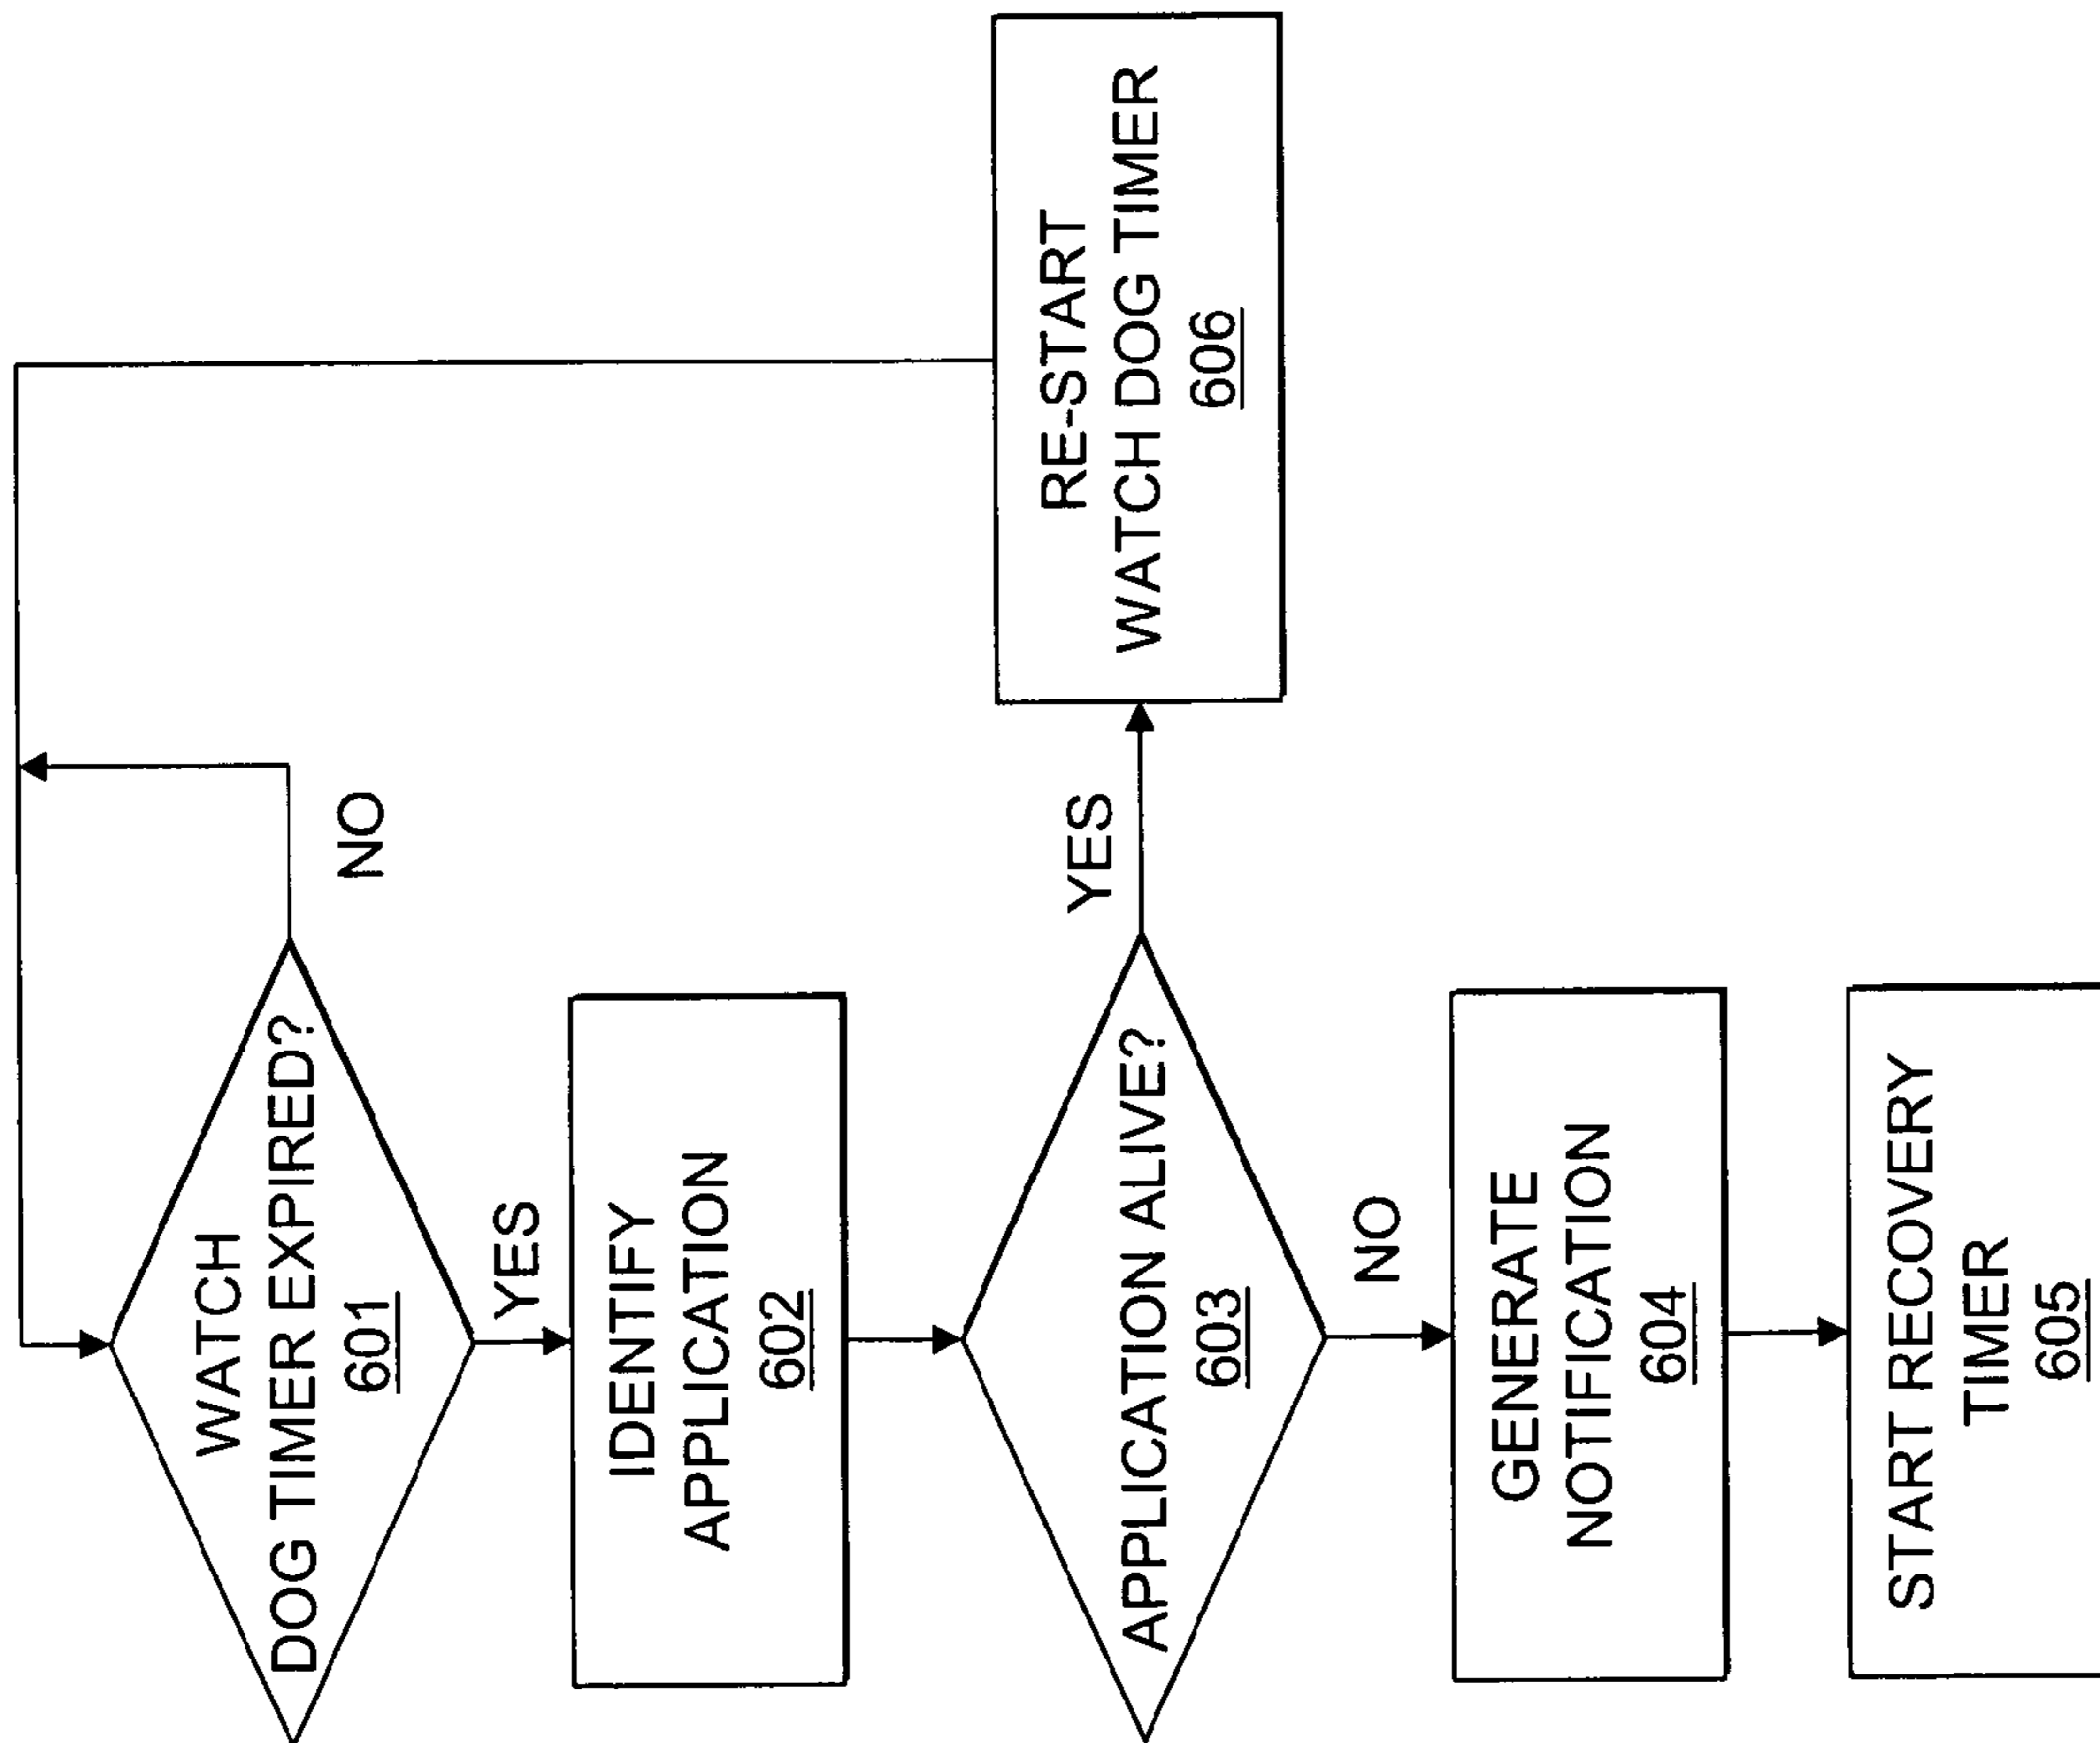 WATCH
DOG TIMER EXPIRED?
601
NO
YES
IDENTIFY
APPLICATION
602
APPLICATION ALIVE?
603
YES
RE-START
WATCH DOG TIMER
606
NO
GENERATE
NOTIFICATION
604
START RECOVERY
TIMER
605